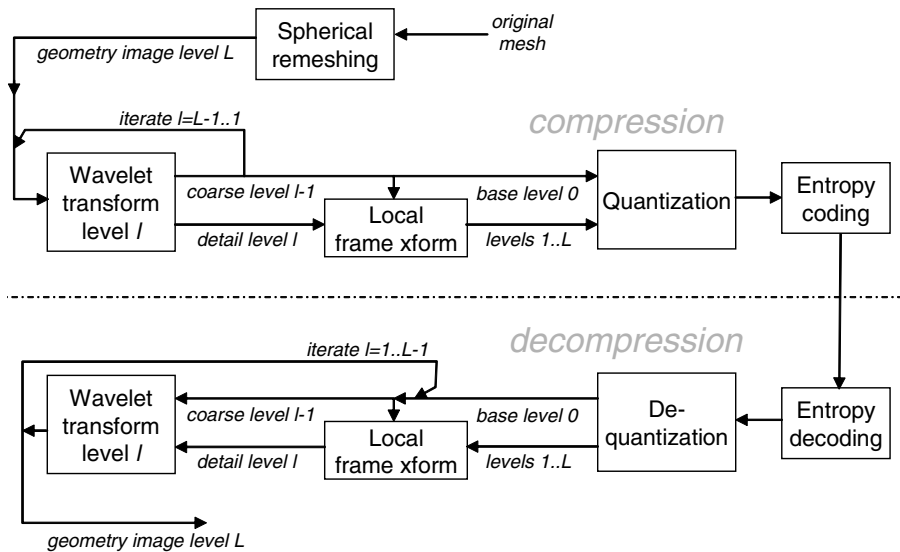 original
mesh
Spherical
remeshing
geometry image level L
iterate l=L-1..1
compression
Wavelet
transform
level l
coarse level l-1
detail level l
Local
frame xform
base level 0
levels 1..L
Quantization
Entropy
coding
decompression
iterate l=1..L-1
Wavelet
transform
level l
coarse level l-1
detail level l
Local
frame xform
base level 0
levels 1..L
De-
quantization
Entropy
decoding
geometry image level L